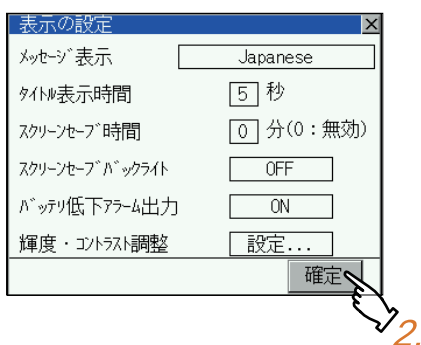 表示の設定 ×
メッセージ表示 Japanese
タイトル表示時間 5 秒
スクリーンセーブ時間 0 分(0:無効)
スクリーンセーブバックライト OFF
バッテリ低下アラーム出力 ON
輝度・コントラスト調整 設定...
確定
2.